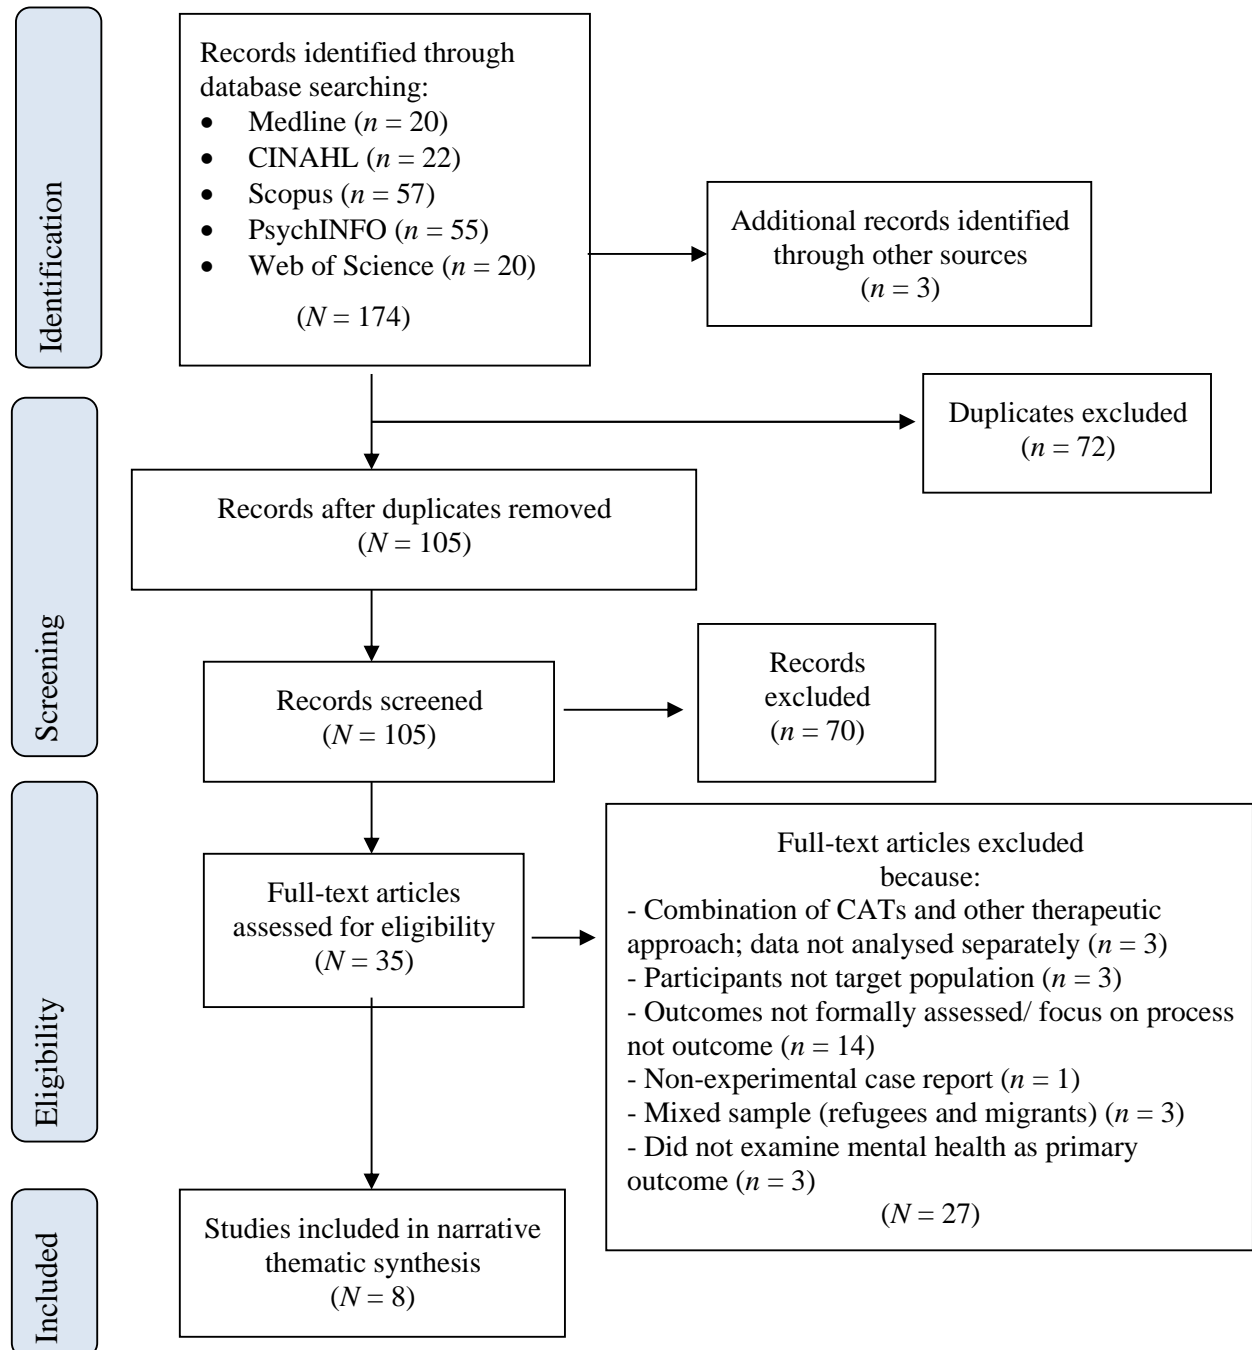 Identification
Records identified through
database searching:
• Medline (n = 20)
• CINAHL (n = 22)
• Scopus (n = 57)
• PsychINFO (n = 55)
• Web of Science (n = 20)
(N = 174)
Additional records identified
through other sources
(n = 3)
Screening
Duplicates excluded
(n = 72)
Records after duplicates removed
(N = 105)
Records screened
(N = 105)
Records
excluded
(n = 70)
Eligibility
Full-text articles
assessed for eligibility
(N = 35)
Full-text articles excluded
because:
- Combination of CATs and other therapeutic
approach; data not analysed separately (n = 3)
- Participants not target population (n = 3)
- Outcomes not formally assessed/ focus on process
not outcome (n = 14)
- Non-experimental case report (n = 1)
- Mixed sample (refugees and migrants) (n = 3)
- Did not examine mental health as primary
outcome (n = 3)
(N = 27)
Included
Studies included in narrative
thematic synthesis
(N = 8)